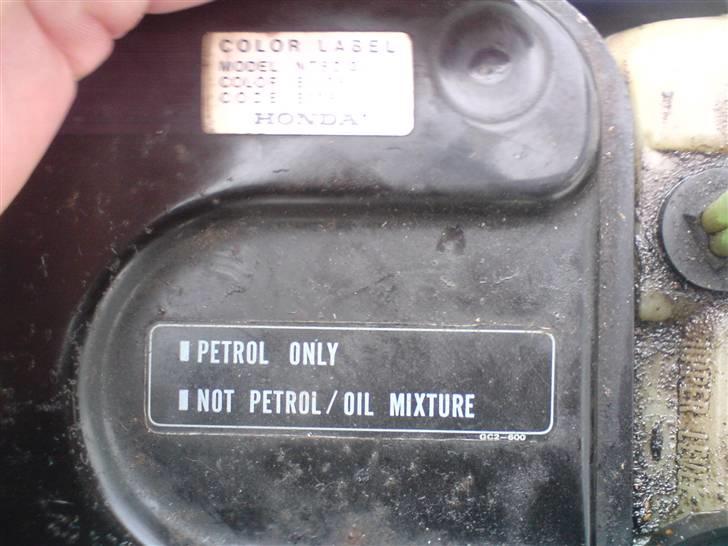 COLOR LABEL
MODEL
COLOR
CODE
HONDA
PETROL ONLY
NOT PETROL/OIL MIXTURE
GC2-600